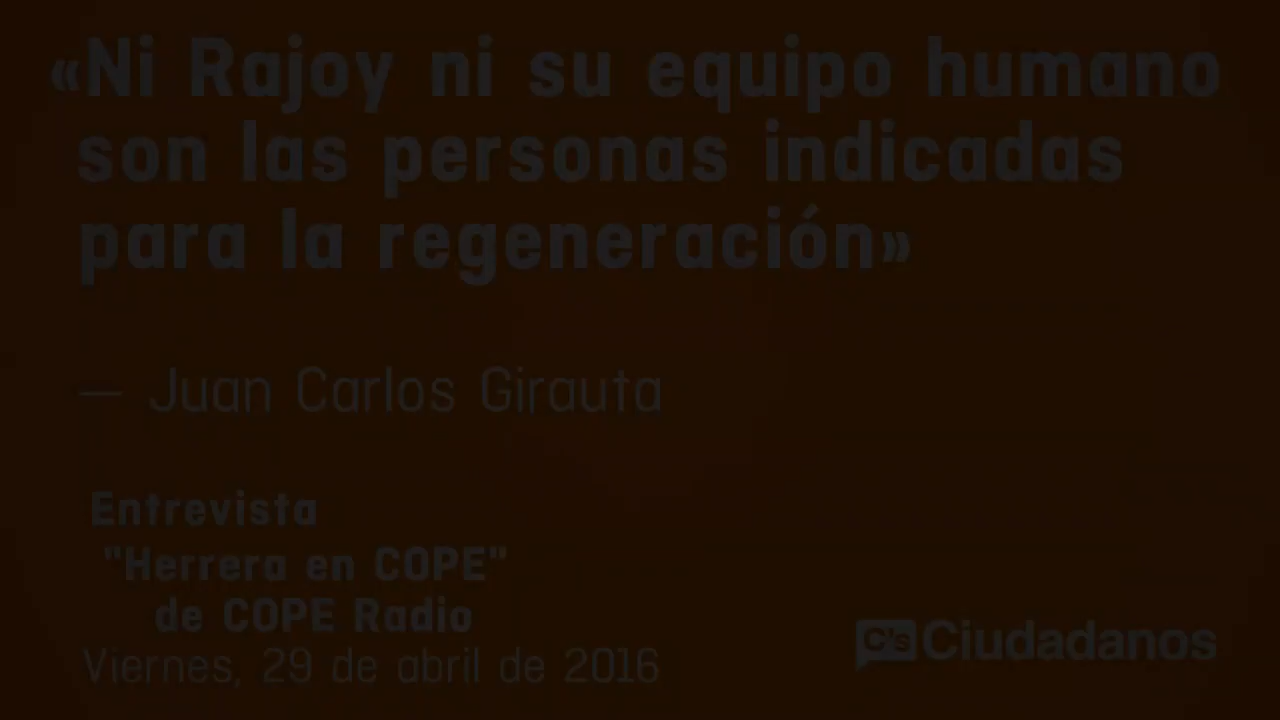 «Ni Rajoy ni su equipo humano
son las personas indicadas
para la regeneración»
— Juan Carlos Girauta
Entrevista
"Herrera en COPE"
de COPE Radio
Viernes, 29 de abril de 2016
C's Ciudadanos